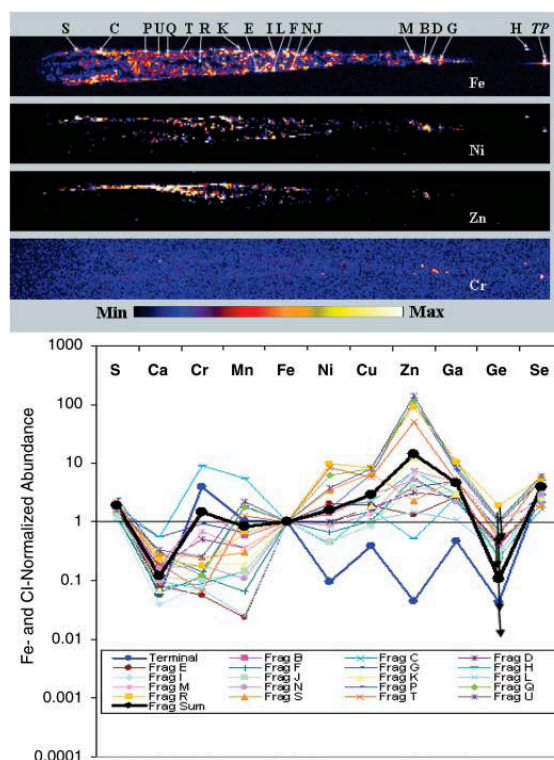 S C P U Q T R K E I L F N J M B D G H TP
Fe
Ni
Zn
Cr
Min Max
1000
S Ca Cr Mn Fe Ni Cu Zn Ga Ge Se
100
10
1
0.1
0.01
0.001
0.0001
Fe- and CI-Normalized Abundance
Terminal Frag B Frag C Frag D
Frag E Frag F Frag G Frag H
Frag I Frag J Frag K Frag L
Frag M Frag N Frag P Frag Q
Frag R Frag S Frag T Frag U
Frag Sum